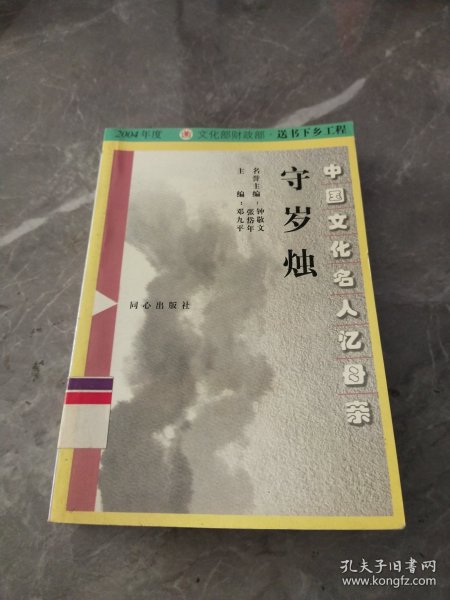 2004年度 文化部财政部·送书下乡工程
中国文化名人忆母亲
守岁烛
名誉主编：钟敬文
张岱年
主编：邓九平
同心出版社
孔夫子旧书网
www.kongfz.com